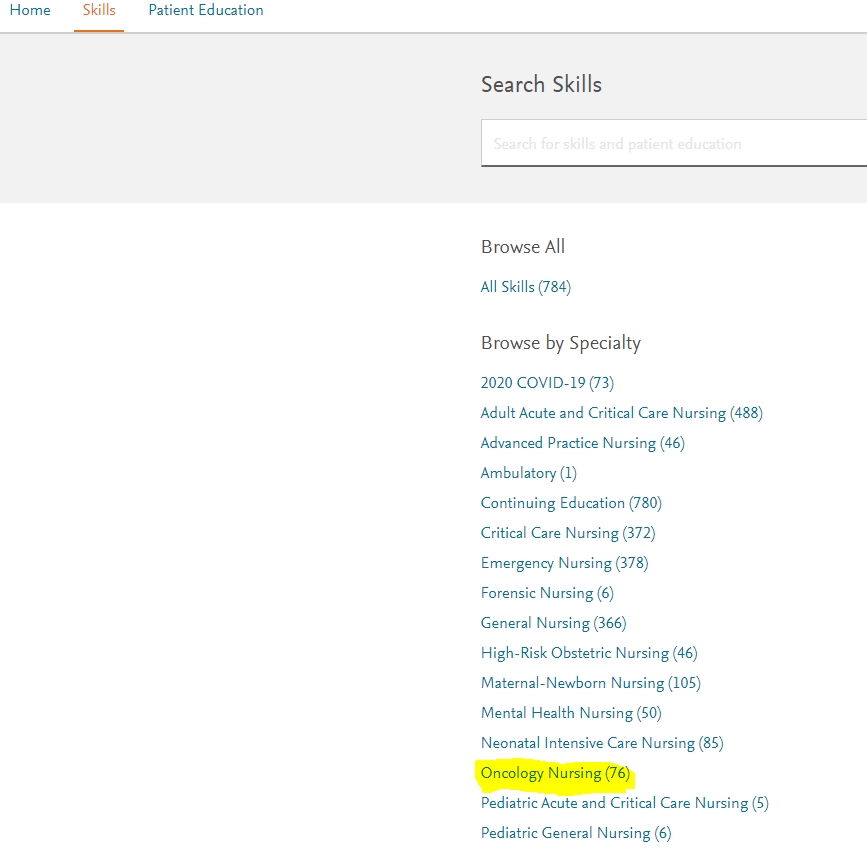 Home Skills Patient Education
Search Skills
Search for skills and patient education
Browse All
All Skills (784)
Browse by Specialty
2020 COVID-19 (73)
Adult Acute and Critical Care Nursing (488)
Advanced Practice Nursing (46)
Ambulatory (1)
Continuing Education (780)
Critical Care Nursing (372)
Emergency Nursing (378)
Forensic Nursing (6)
General Nursing (366)
High-Risk Obstetric Nursing (46)
Maternal-Newborn Nursing (105)
Mental Health Nursing (50)
Neonatal Intensive Care Nursing (85)
Oncology Nursing (76)
Pediatric Acute and Critical Care Nursing (5)
Pediatric General Nursing (6)